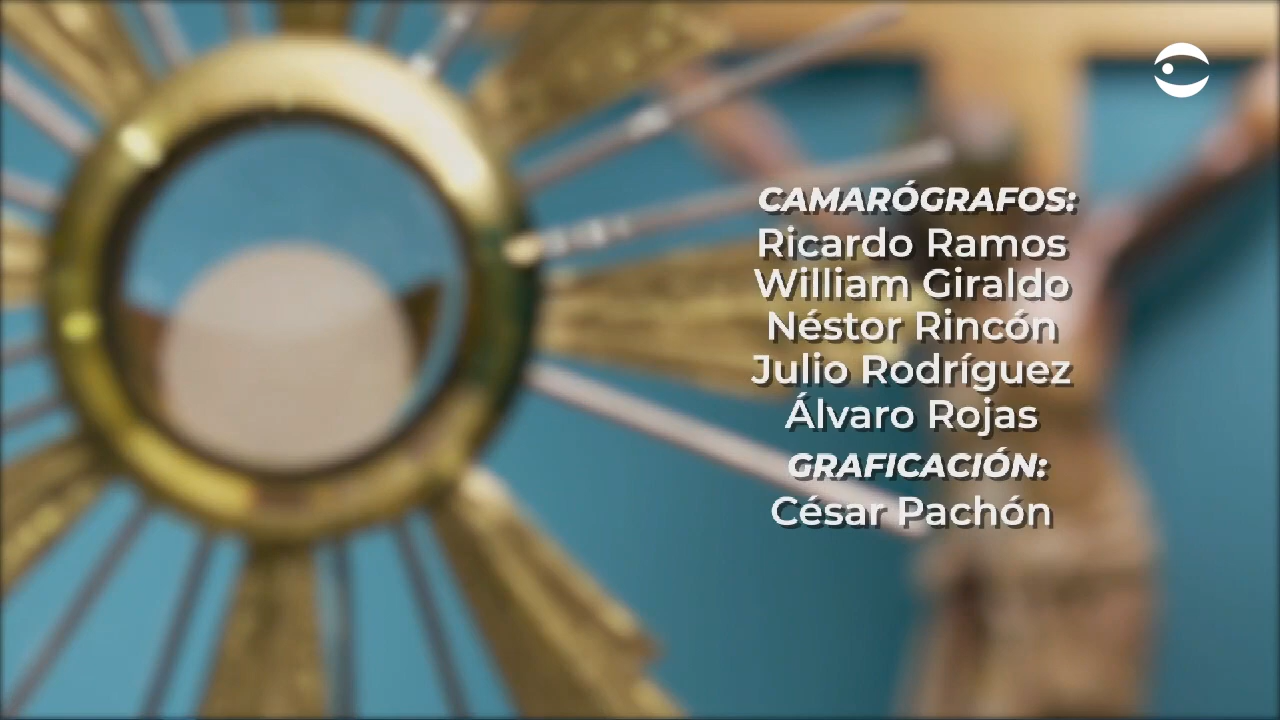 CAMARÓGRAFOS:
Ricardo Ramos
William Giraldo
Néstor Rincón
Julio Rodríguez
Álvaro Rojas
GRAFICACIÓN:
César Pachón